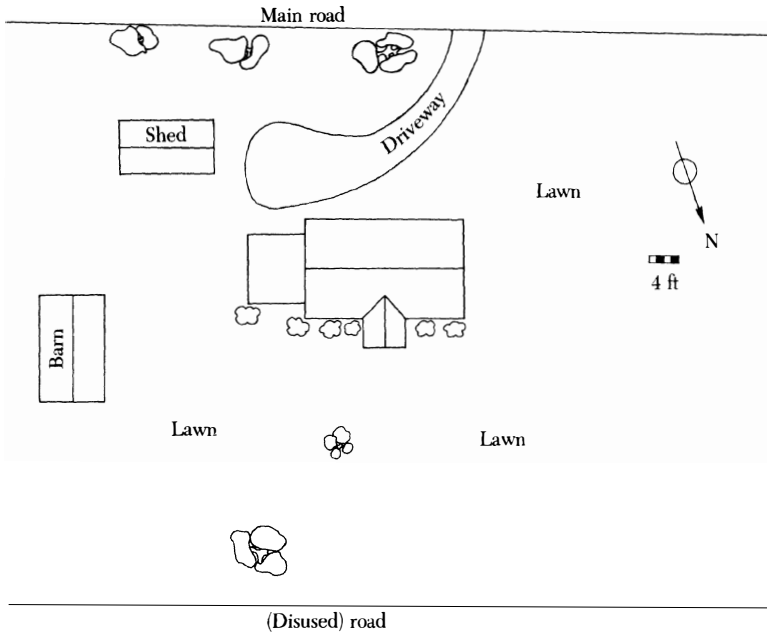 Main road
Shed
Driveway
Lawn
N
4 ft
Barn
Lawn
Lawn
(Disused) road